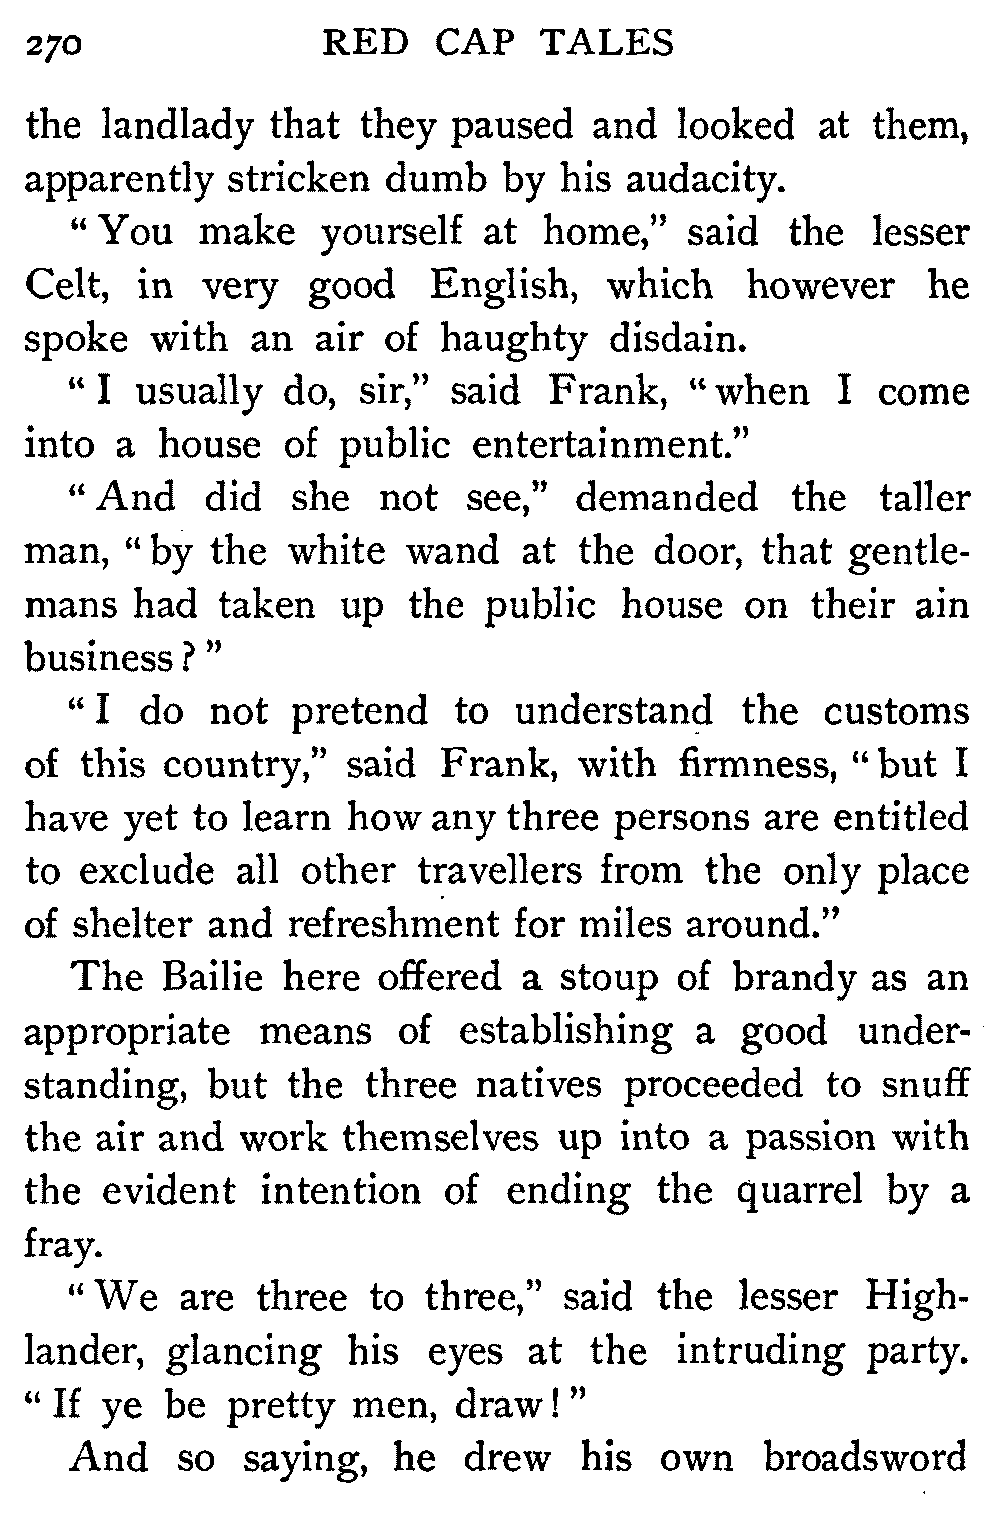 270 RED CAP TALES
the landlady that they paused and looked at them,
apparently stricken dumb by his audacity.
“ You make yourself at home,” said the lesser
Celt, in very good English, which however he
spoke with an air of haughty disdain.
“ I usually do, sir,” said Frank, “ when I come
into a house of public entertainment.”
“ And did she not see,” demanded the taller
man, “ by the white wand at the door, that gentle-
mans had taken up the public house on their ain
business ? ”
“ I do not pretend to understand the customs
of this country,” said Frank, with firmness, “ but I
have yet to learn how any three persons are entitled
to exclude all other travellers from the only place
of shelter and refreshment for miles around.”
The Bailie here offered a stoup of brandy as an
appropriate means of establishing a good under-
standing, but the three natives proceeded to snuff
the air and work themselves up into a passion with
the evident intention of ending the quarrel by a
fray.
“ We are three to three,” said the lesser High-
lander, glancing his eyes at the intruding party.
“ If ye be pretty men, draw ! ”
And so saying, he drew his own broadsword